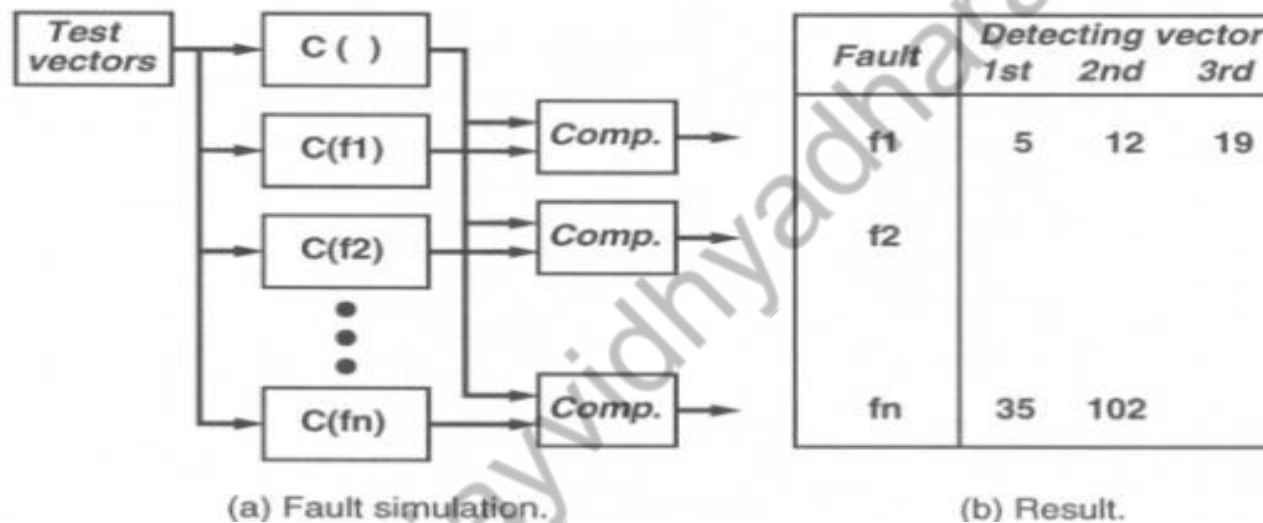 Test
vectors
C ( )
C(f1)
C(f2)
C(fn)
Comp.
Comp.
Comp.
(a) Fault simulation.
Fault Detecting vector
1st 2nd 3rd
f1 5 12 19
f2
fn 35 102
(b) Result.